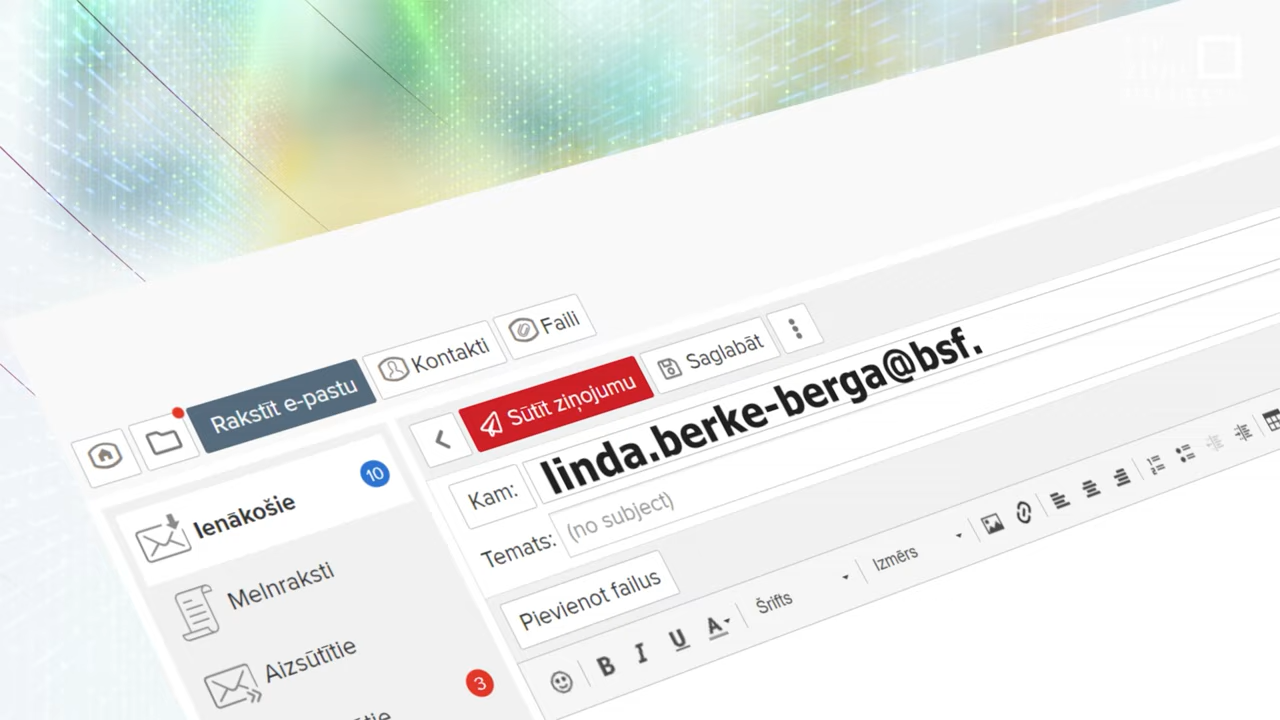 Rakstīt e-pastu
Kontakti
Faili
Sūtīt ziņojumu
Saglabāt
Kam: linda.berke-berga@bsf.
Temats: (no subject)
Pievienot failus
B I U A Šrifts Izmērs
Ienākošie 10
Melnraksti
Aizsūtītie
3